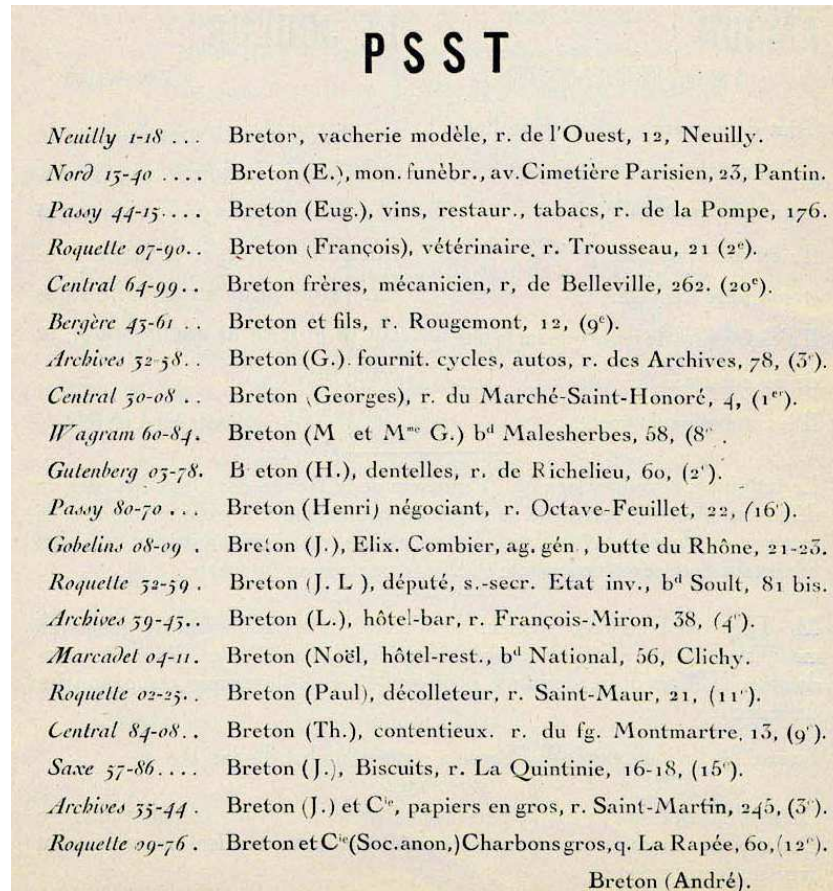 PSST
Neuilly 1-18 ... Breton, vacherie modèle, r. de l'Ouest, 12, Neuilly.
Nord 13-40 .... Breton (E.), mon. funèbr., av. Cimetière Parisien, 23, Pantin.
Passy 44-15.... Breton (Eug.), vins, restaur., tabacs, r. de la Pompe, 176.
Roquette 07-90.. Breton (François), vétérinaire, r. Trousseau, 21 (2e).
Central 64-99.. Breton frères, mécanicien, r, de Belleville, 262. (20e).
Bergère 43-61 .. Breton et fils, r. Rougemont, 12, (9e).
Archives 32-58.. Breton (G.). fournit. cycles, autos, r. des Archives, 78, (3e).
Central 30-08 .. Breton (Georges), r. du Marché-Saint-Honoré, 4, (1er).
Wagram 60-84. Breton (M et Mme G.) bd Malesherbes, 58, (8e .
Gutenberg 03-78. B eton (H.), dentelles, r. de Richelieu, 60, (2e).
Passy 80-70 ... Breton (Henri) négociant, r. Octave-Feuillet, 22, (16e).
Gobelins 08-09 . Breton (J.), Elix. Combier, ag. gén , butte du Rhône, 21-23.
Roquette 32-59 . Breton (J. L ), député, s.-secr. Etat inv., bd Soult, 81 bis.
Archives 39-43.. Breton (L.), hôtel-bar, r. François-Miron, 38, (4e).
Marcadet 04-11. Breton (Noël, hôtel-rest., bd National, 56, Clichy.
Roquette 02-25. . Breton (Paul), décolleteur, r. Saint-Maur, 21, (11e).
Central 84-08. . Breton (Th.), contentieux. r. du fg. Montmartre, 13, (9e).
Saxe 57-86.... Breton (J.), Biscuits, r. La Quintinie, 16-18, (15e).
Archives 35-44 . Breton (J.) et Cie, papiers en gros, r. Saint-Martin, 245, (3e).
Roquette 09-76 . Breton et Cie (Soc. anon,) Charbons gros, q. La Rapée, 60, (12e).
Breton (André).